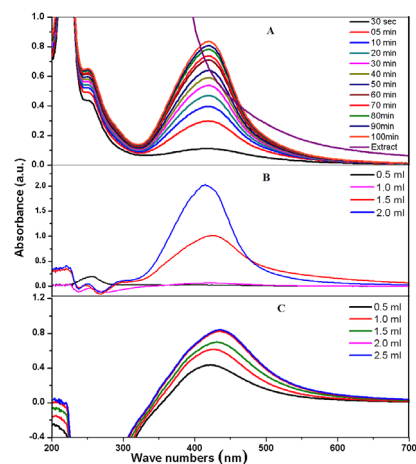 A
1.0
0.8
0.6
0.4
0.2
0.0
30 sec
05 min
10 min
20 min
30 min
40 min
50 min
60 min
70 min
80min
90min
100min
Extract
B
2.0
1.5
1.0
0.5
0.0
0.5 ml
1.0 ml
1.5 ml
2.0 ml
Absorbance (a.u.)
C
1.2
0.8
0.4
0.0
-0.4
0.5 ml
1.0 ml
1.5 ml
2.0 ml
2.5 ml
200 300 400 500 600 700
Wave numbers (nm)